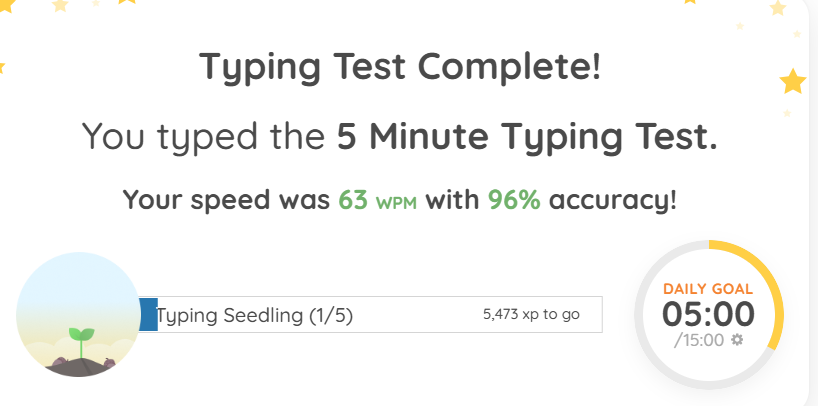 Typing Test Complete!
You typed the 5 Minute Typing Test.
Your speed was 63 WPM with 96% accuracy!
Typing Seedling (1/5) 5,473 xp to go
DAILY GOAL
05:00
/15:00